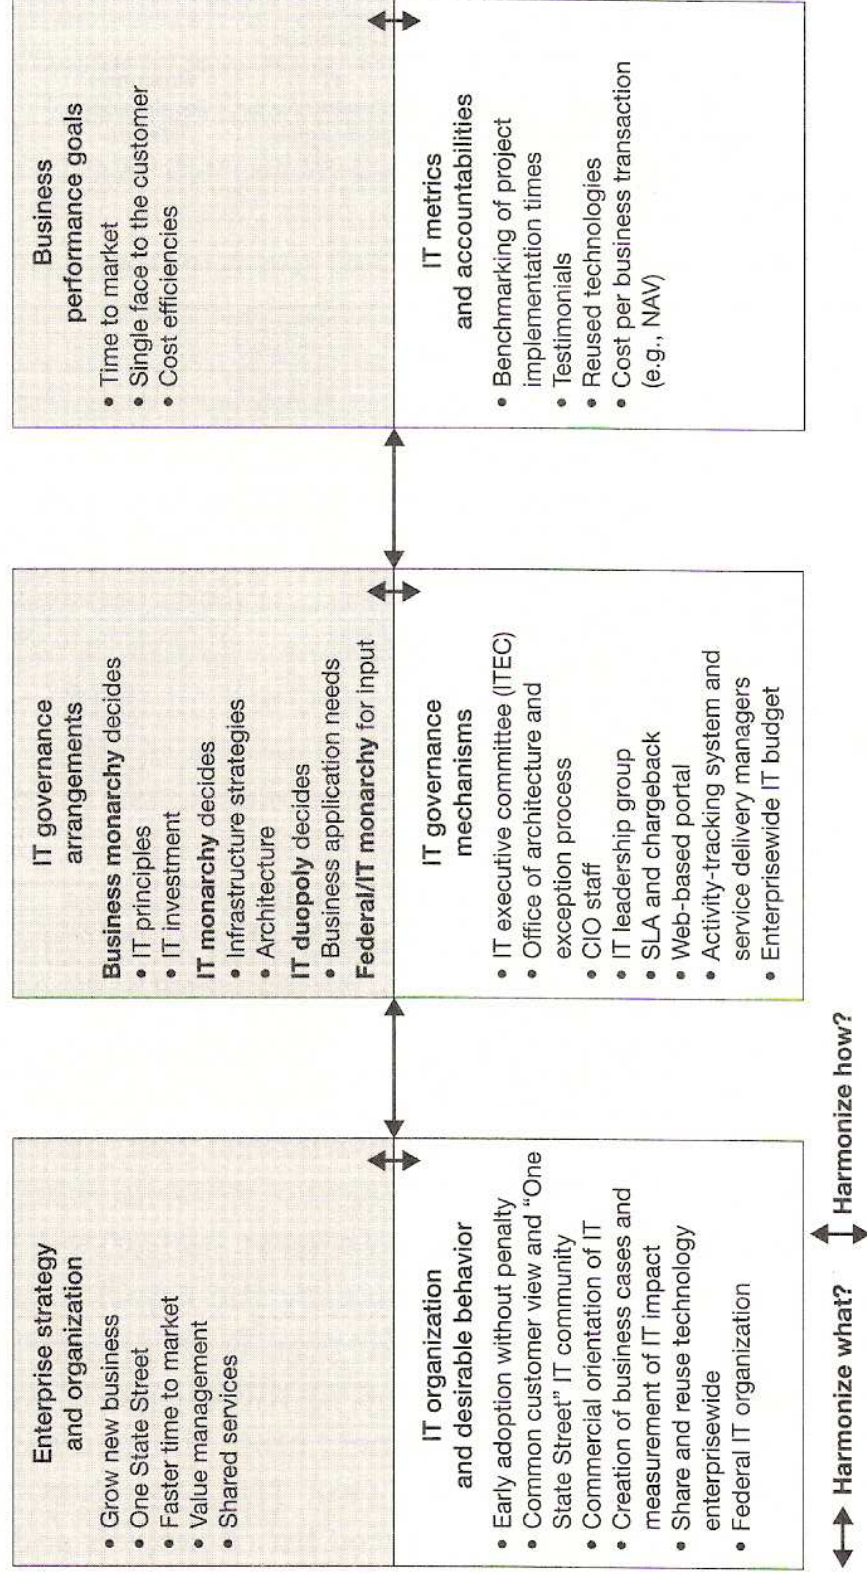 Enterprise strategy
and organization
• Grow new business
• One State Street
• Faster time to market
• Value management
• Shared services
IT organization
and desirable behavior
• Early adoption without penalty
• Common customer view and “One
State Street” IT community
• Commercial orientation of IT
• Creation of business cases and
measurement of IT impact
• Share and reuse technology
enterprisewide
• Federal IT organization
IT governance
arrangements
Business monarchy decides
• IT principles
• IT investment
IT monarchy decides
• Infrastructure strategies
• Architecture
IT duopoly decides
• Business application needs
Federal/IT monarchy for input
IT governance
mechanisms
• IT executive committee (ITEC)
• Office of architecture and
exception process
• CIO staff
• IT leadership group
• SLA and chargeback
• Web-based portal
• Activity-tracking system and
service delivery managers
• Enterprisewide IT budget
Business
performance goals
• Time to market
• Single face to the customer
• Cost efficiencies
IT metrics
and accountabilities
• Benchmarking of project
implementation times
• Testimonials
• Reused technologies
• Cost per business transaction
(e.g., NAV)
Harmonize what?
Harmonize how?